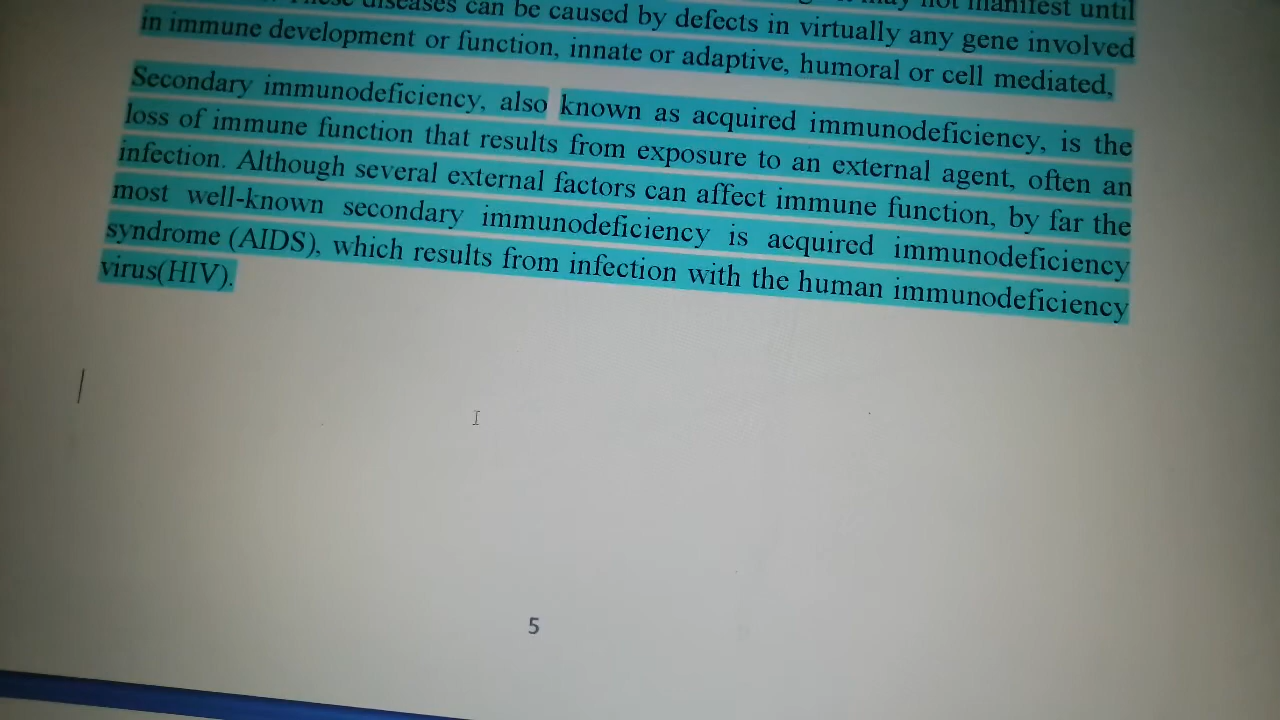 diseases can be caused by defects in virtually any gene involved
in immune development or function, innate or adaptive, humoral or cell mediated,
Secondary immunodeficiency, also known as acquired immunodeficiency, is the
loss of immune function that results from exposure to an external agent, often an
infection. Although several external factors can affect immune function, by far the
most well-known secondary immunodeficiency is acquired immunodeficiency
syndrome (AIDS), which results from infection with the human immunodeficiency
virus(HIV).
5